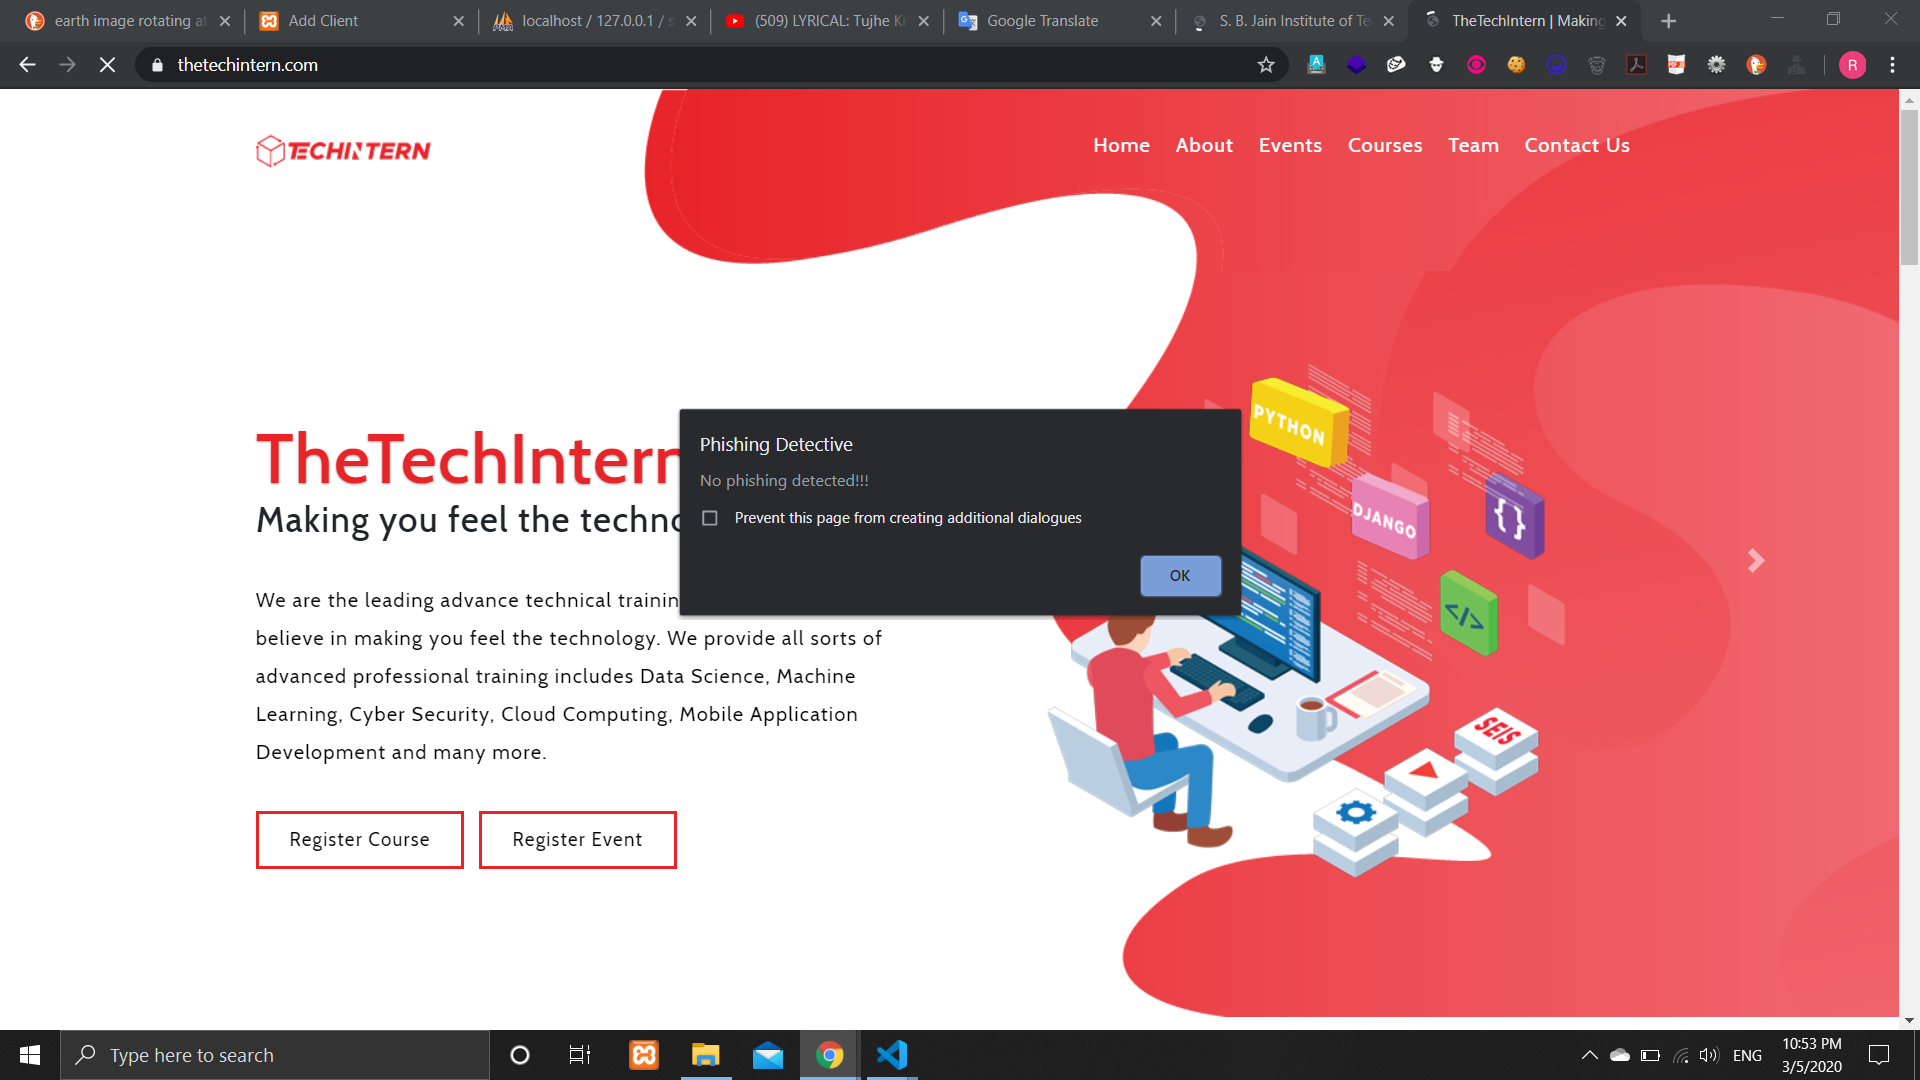 earth image rotating at
Add Client
localhost / 127.0.0.1 / s
(509) LYRICAL: Tujhe Ki
Google Translate
S. B. Jain Institute of Te
TheTechIntern | Making
thetechintern.com
R
TECHINTERN
Home
About
Events
Courses
Team
Contact Us
TheTechIntern
Making you feel the techno
We are the leading advance technical trainin
believe in making you feel the technology. We provide all sorts of
advanced professional training includes Data Science, Machine
Learning, Cyber Security, Cloud Computing, Mobile Application
Development and many more.
Register Course
Register Event
Phishing Detective
No phishing detected!!!
Prevent this page from creating additional dialogues
OK
PYTHON
DJANGO
{}
</>
SEIS
Type here to search
ENG
10:53 PM
3/5/2020